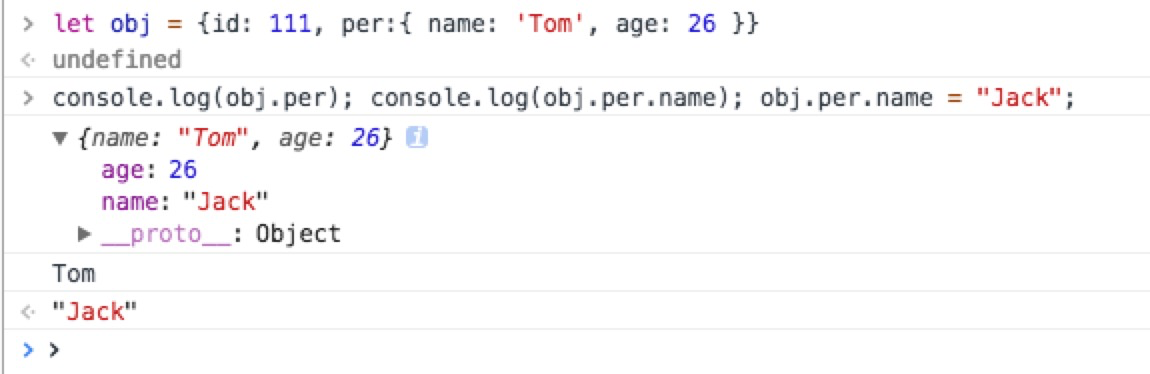 > let obj = {id: 111, per:{ name: 'Tom', age: 26 }}
< undefined
> console.log(obj.per); console.log(obj.per.name); obj.per.name = "Jack";
▼ {name: "Tom", age: 26} i
age: 26
name: "Jack"
▶ __proto__: Object
Tom
< "Jack"
> >